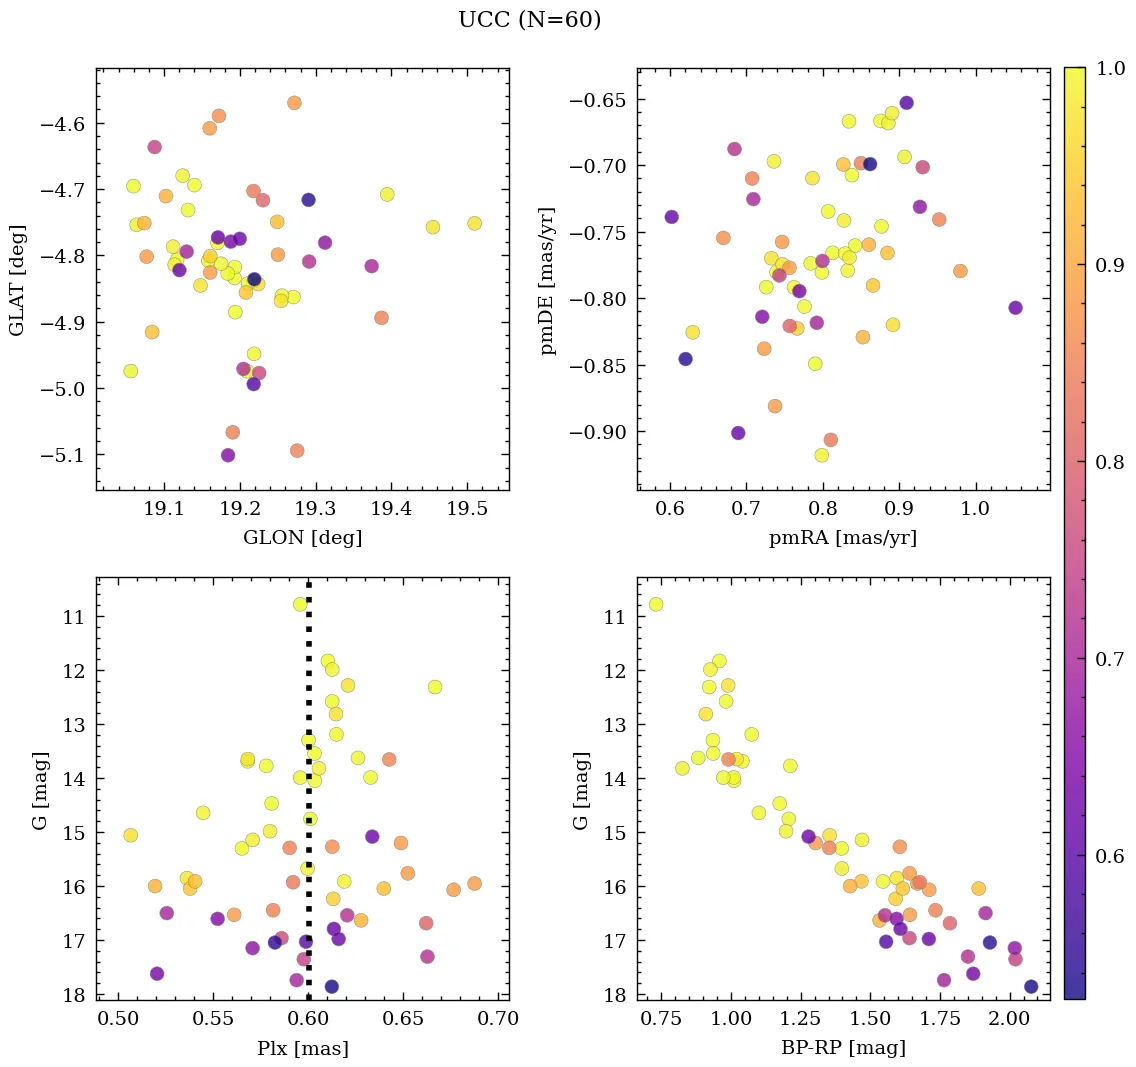 UCC (N=60)
−4.6
−4.7
−4.8
−4.9
−5.0
−5.1
GLAT [deg]
19.1 19.2 19.3 19.4 19.5
GLON [deg]
−0.65
−0.70
−0.75
−0.80
−0.85
−0.90
pmDE [mas/yr]
0.6 0.7 0.8 0.9 1.0
pmRA [mas/yr]
1.0
0.9
0.8
0.7
0.6
11
12
13
14
15
16
17
18
G [mag]
0.50 0.55 0.60 0.65 0.70
Plx [mas]
11
12
13
14
15
16
17
18
G [mag]
0.75 1.00 1.25 1.50 1.75 2.00
BP-RP [mag]